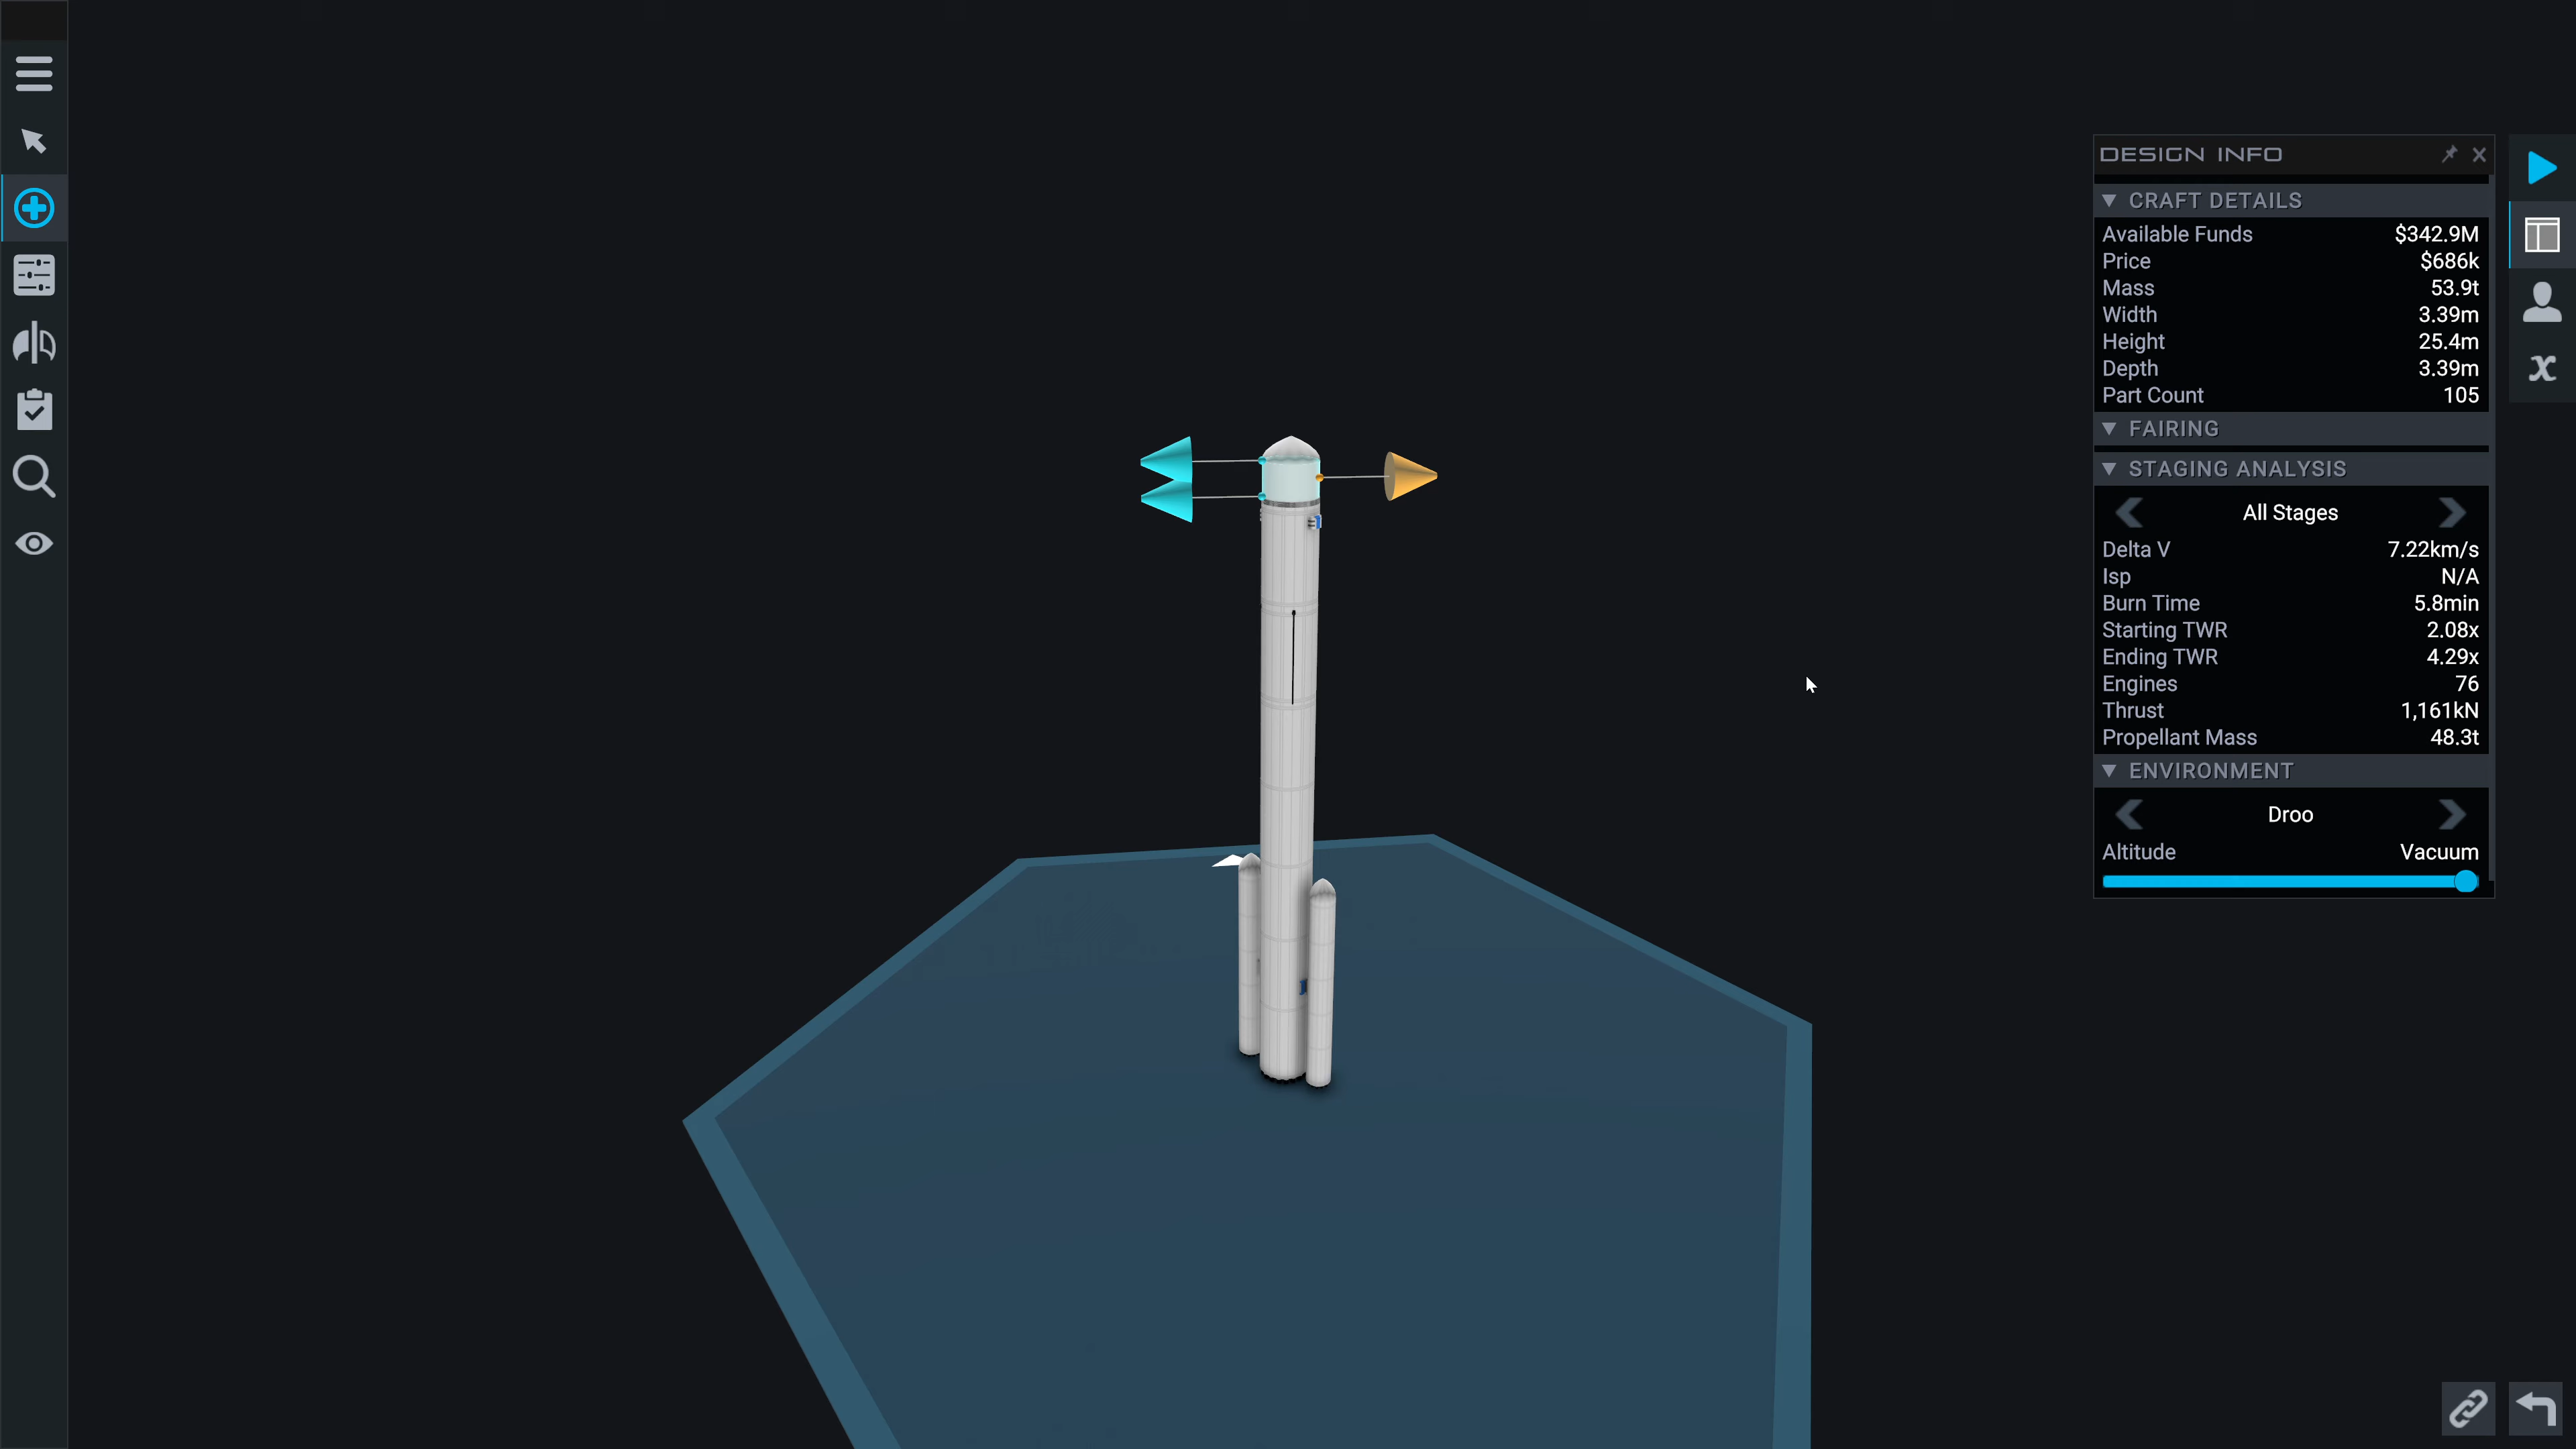 DESIGN INFO
CRAFT DETAILS
Available Funds $342.9M
Price $686k
Mass 53.9t
Width 3.39m
Height 25.4m
Depth 3.39m
Part Count 105
FAIRING
STAGING ANALYSIS
All Stages
Delta V 7.22km/s
Isp N/A
Burn Time 5.8min
Starting TWR 2.08x
Ending TWR 4.29x
Engines 76
Thrust 1,161kN
Propellant Mass 48.3t
ENVIRONMENT
Droo
Altitude Vacuum